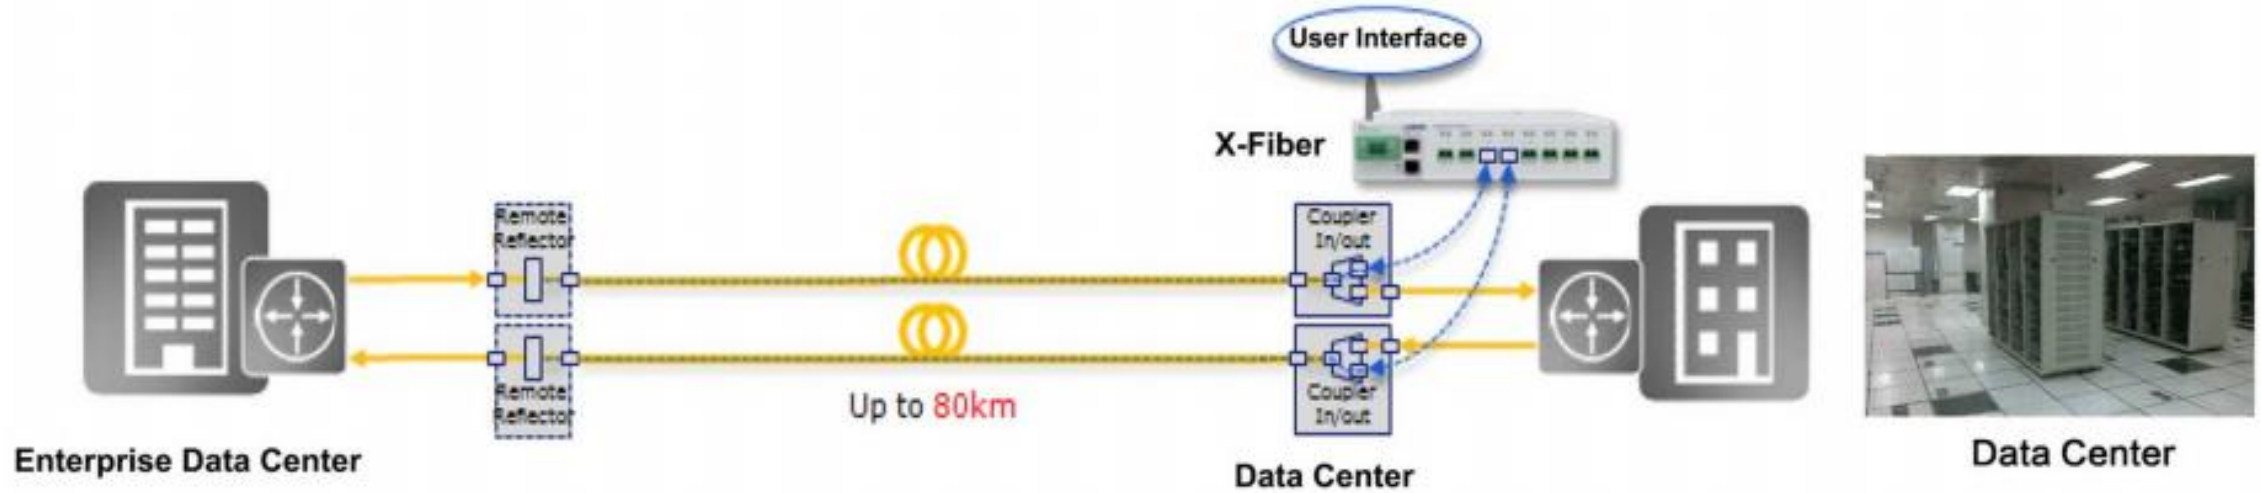 User Interface
X-Fiber
Remote
Reflector
Coupler
In/out
Remote
Reflector
Coupler
In/out
Up to 80km
Enterprise Data Center
Data Center
Data Center